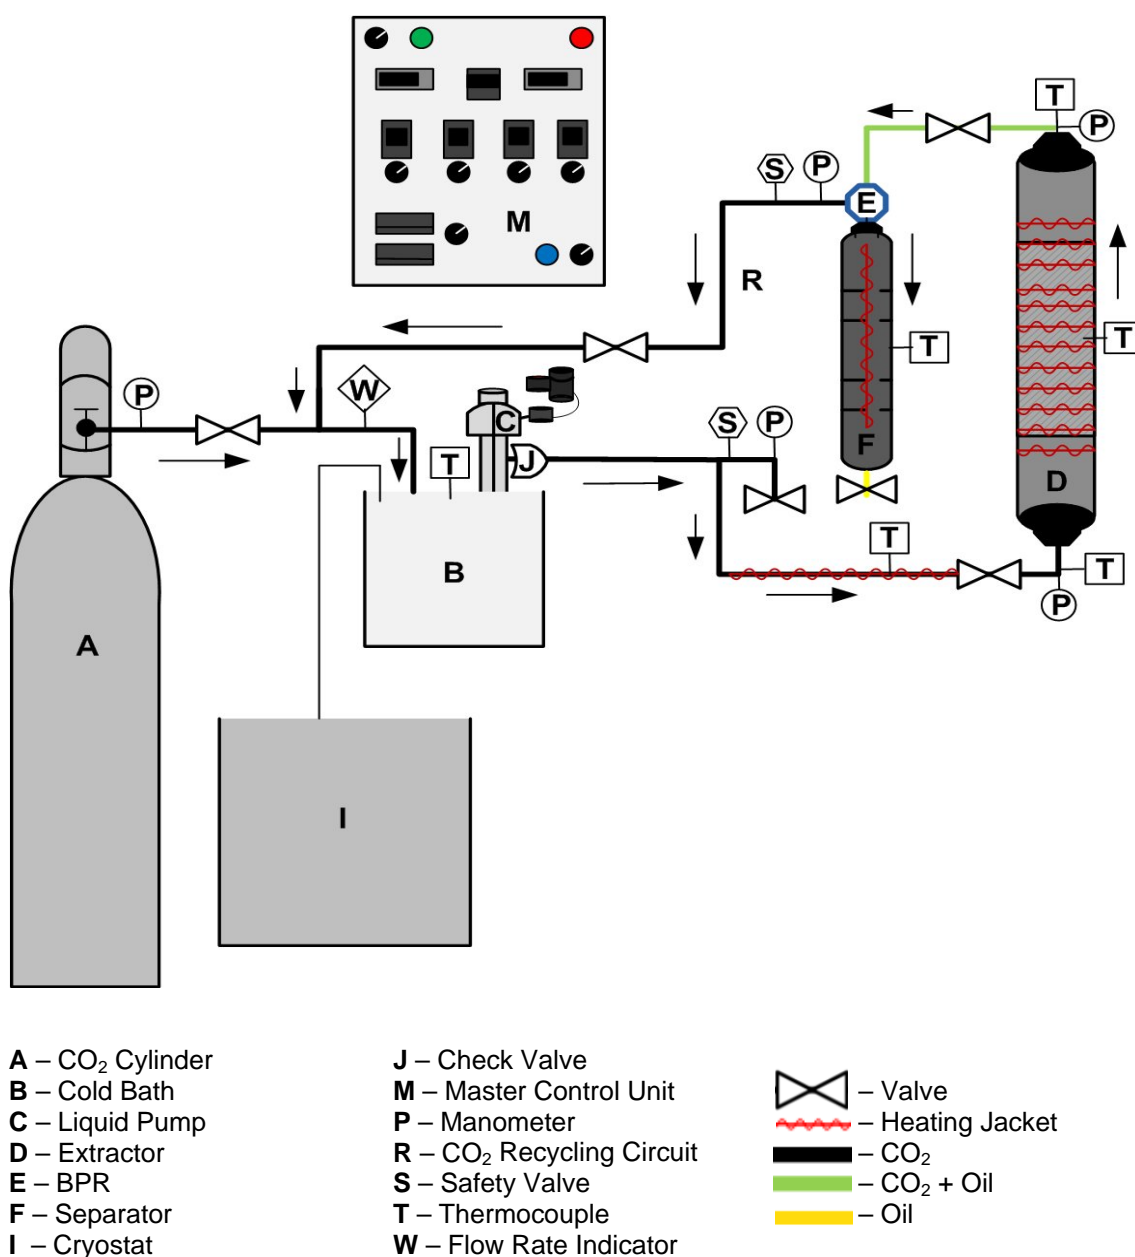 T
P
S
P
E
M
R
T
T
P
W
C
S
P
F
J
T
D
B
T
T
P
A
I
A – CO₂ Cylinder
B – Cold Bath
C – Liquid Pump
D – Extractor
E – BPR
F – Separator
I – Cryostat
J – Check Valve
M – Master Control Unit
P – Manometer
R – CO₂ Recycling Circuit
S – Safety Valve
T – Thermocouple
W – Flow Rate Indicator
– Valve
– Heating Jacket
– CO₂
– CO₂ + Oil
– Oil